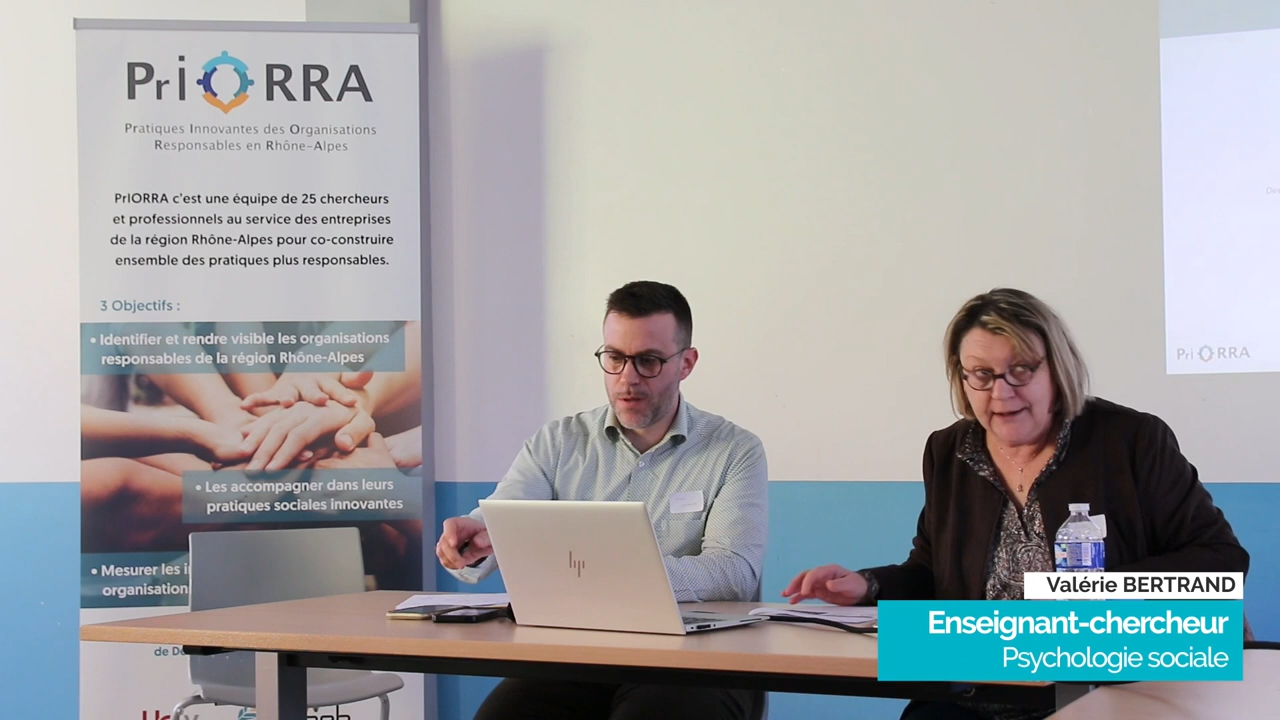 PriORRA
Pratiques Innovantes des Organisations
Responsables en Rhône-Alpes
PrIORRA c'est une équipe de 25 chercheurs
et professionnels au service des entreprises
de la région Rhône-Alpes pour co-construire
ensemble des pratiques plus responsables.
3 Objectifs :
• Identifier et rendre visible les organisations
responsables de la région Rhône-Alpes
• Les accompagner dans leurs
pratiques sociales innovantes
• Mesurer les
organisation
hp
PriORRA
Valérie BERTRAND
Enseignant-chercheur
Psychologie sociale